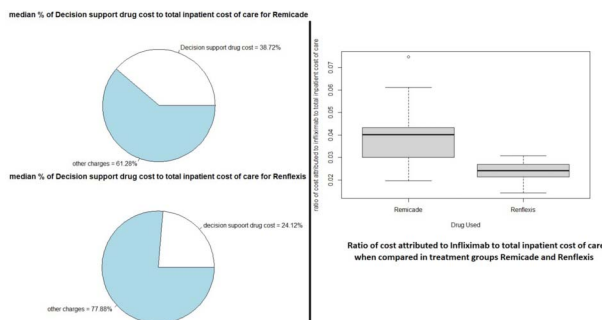 median % of Decision support drug cost to total inpatient cost of care for Remicade
Decision support drug cost = 38.72%
other charges = 61.28%
median % of Decision support drug cost to total inpatient cost of care for Renflexis
decision supoort drug cost = 24.12%
other charges = 77.88%
ratio of cost attributed to infliximab to total inpatient cost of care
0.07
0.06
0.05
0.04
0.03
0.02
Remicade
Renflexis
Drug Used
Ratio of cost attributed to Infliximab to total inpatient cost of care
when compared in treatment groups Remicade and Renflexis